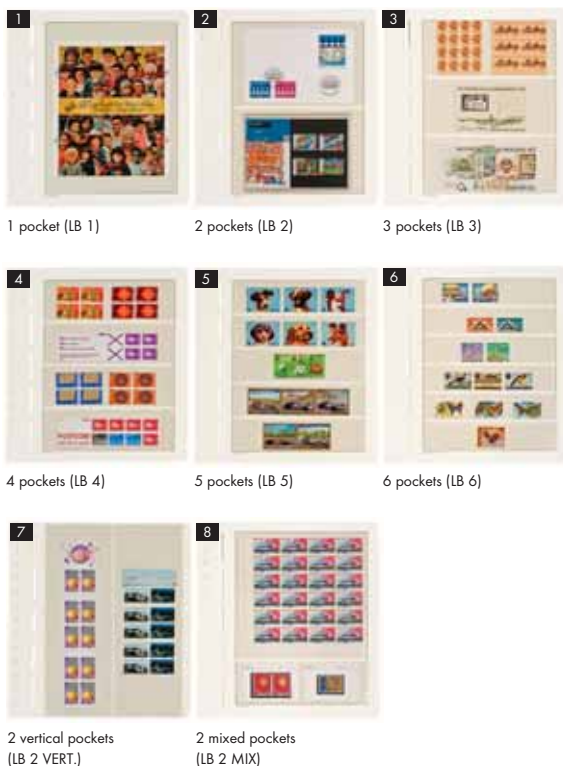 1
2
3
1 pocket (LB 1)
2 pockets (LB 2)
3 pockets (LB 3)
4
5
6
4 pockets (LB 4)
5 pockets (LB 5)
6 pockets (LB 6)
7
8
2 vertical pockets
(LB 2 VERT.)
2 mixed pockets
(LB 2 MIX)